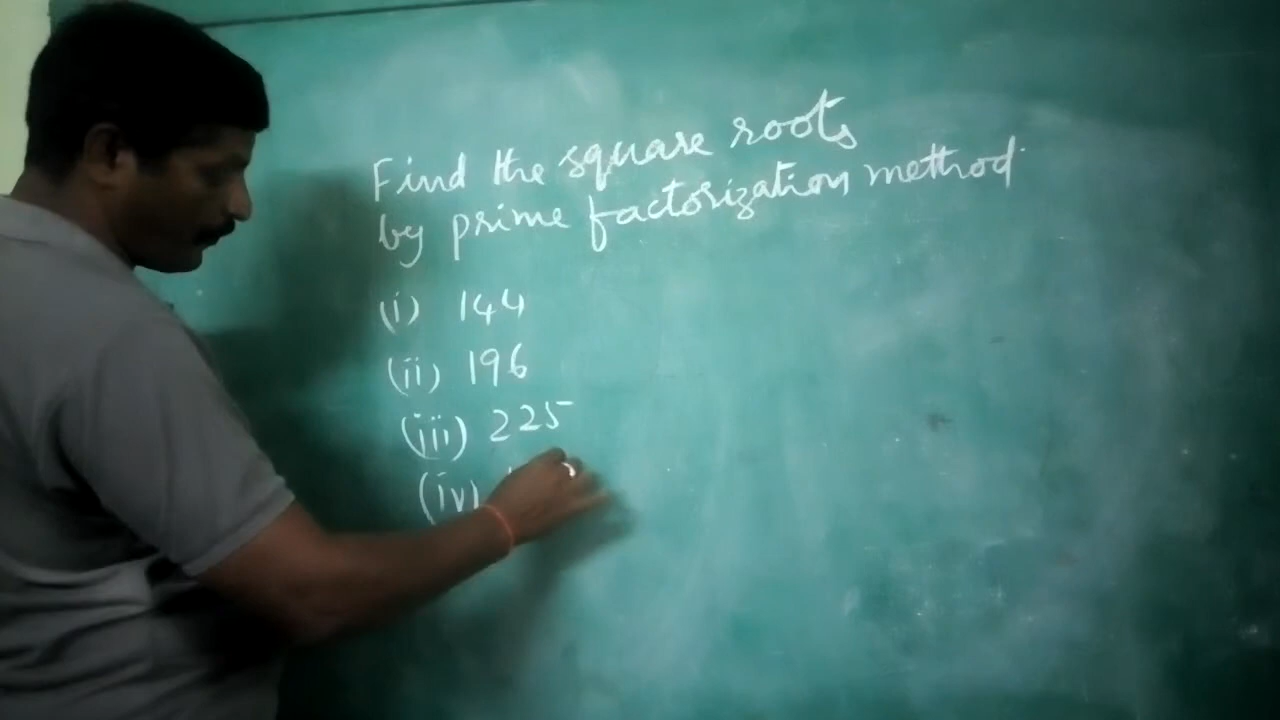 Find the square roots
by prime factorization method.
(i) 144
(ii) 196
(iii) 225
(iv)